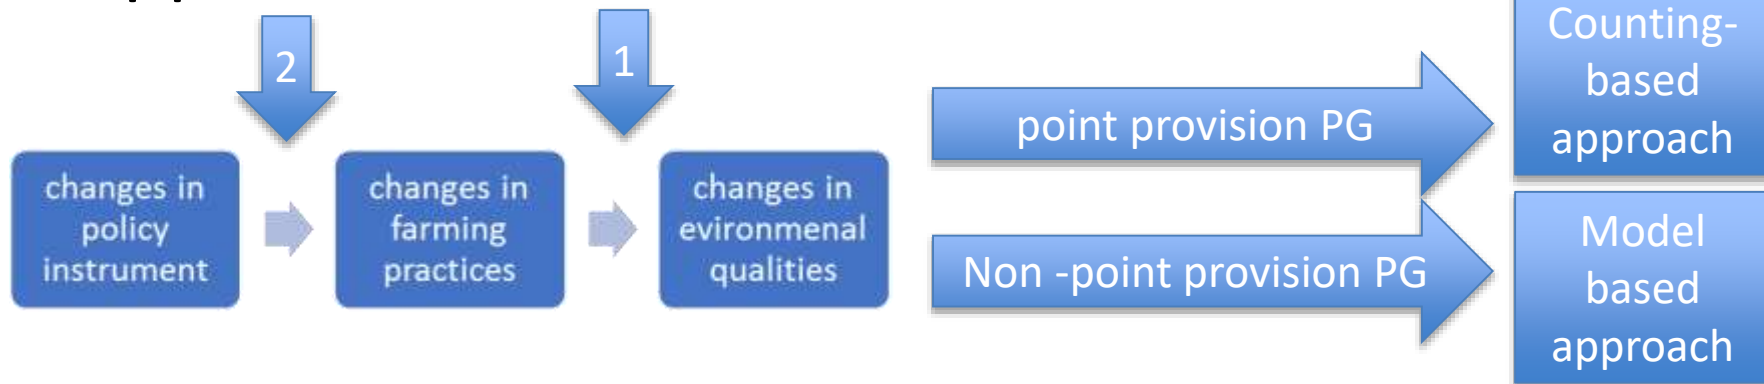 2
1
changes in
policy
instrument
changes in
farming
practices
changes in
evironmenal
qualities
point provision PG
Non -point provision PG
Counting-
based
approach
Model
based
approach